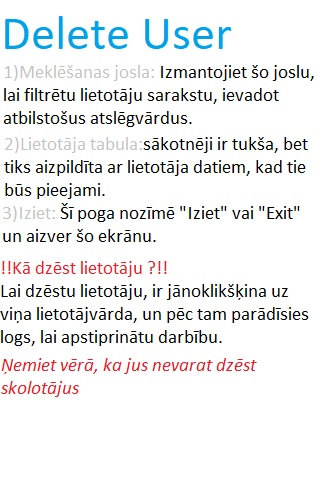 Delete User
1)Meklēšanas josla: Izmantojiet šo joslu,
lai filtrētu lietotāju sarakstu, ievadot
atbilstošus atslēgvārdus.
2)Lietotāja tabula:sākotnēji ir tukša, bet
tiks aizpildīta ar lietotāja datiem, kad tie
būs pieejami.
3)Iziet: Šī poga nozīmē "Iziet" vai "Exit"
un aizver šo ekrānu.
!!Kā dzēst lietotāju ?!!
Lai dzēstu lietotāju, ir jānoklikšķina uz
viņa lietotājvārda, un pēc tam parādīsies
logs, lai apstiprinātu darbību.
Ņemiet vērā, ka jus nevarat dzēst
skolotājus